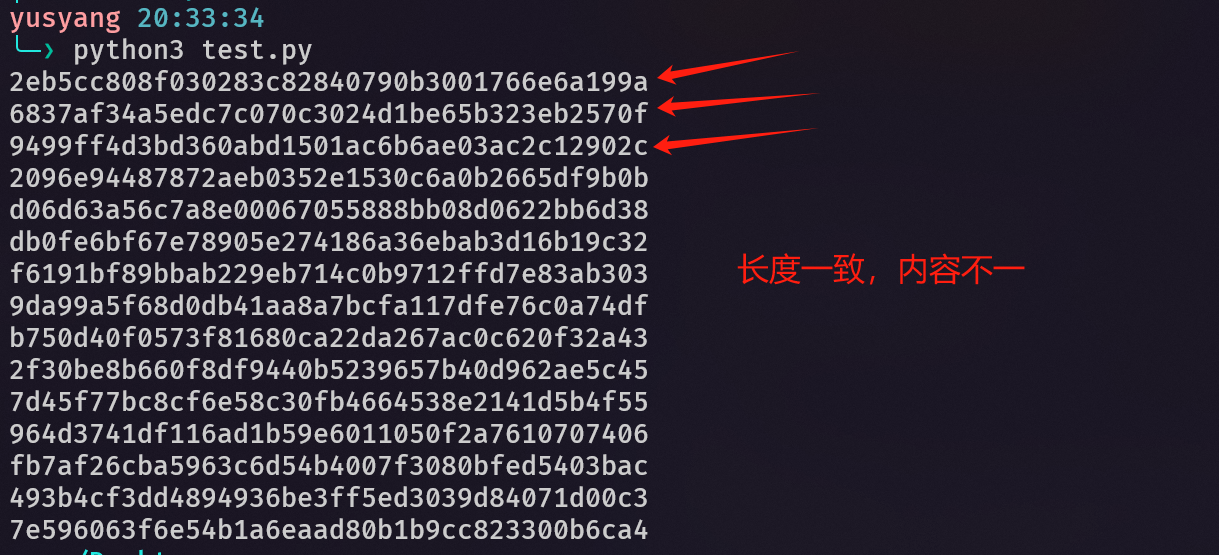 yusyang 20:33:34
╰─❯ python3 test.py
2eb5cc808f030283c82840790b3001766e6a199a
6837af34a5edc7c070c3024d1be65b323eb2570f
9499ff4d3bd360abd1501ac6b6ae03ac2c12902c
2096e94487872aeb0352e1530c6a0b2665df9b0b
d06d63a56c7a8e00067055888bb08d0622bb6d38
db0fe6bf67e78905e274186a36ebab3d16b19c32
f6191bf89bbab229eb714c0b9712ffd7e83ab303
长度一致，内容不一
9da99a5f68d0db41aa8a7bcfa117dfe76c0a74df
b750d40f0573f81680ca22da267ac0c620f32a43
2f30be8b660f8df9440b5239657b40d962ae5c45
7d45f77bc8cf6e58c30fb4664538e2141d5b4f55
964d3741df116ad1b59e6011050f2a7610707406
fb7af26cba5963c6d54b4007f3080bfed5403bac
493b4cf3dd4894936be3ff5ed3039d84071d00c3
7e596063f6e54b1a6eaad80b1b9cc823300b6ca4